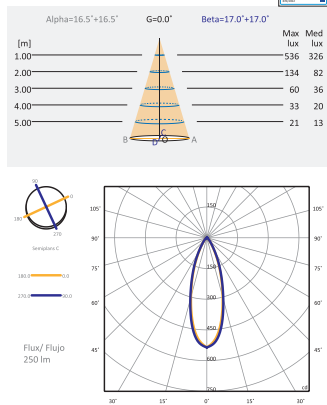 Alpha=16.5°+16.5° G=0.0° Beta=17.0°+17.0°
Max Med
[m] lux lux
1.00 536 326
2.00 134 82
3.00 60 36
4.00 33 20
5.00 21 13
C
B D O A
90
180 0
270
Semiplans C
180.0 0.0
270.0 90.0
Flux/ Flujo
250 lm
150
105° 105°
90° 90°
75° 150 75°
60° 300 60°
450
45° 600 45°
750 cd
30° 15° 0° 15° 30°